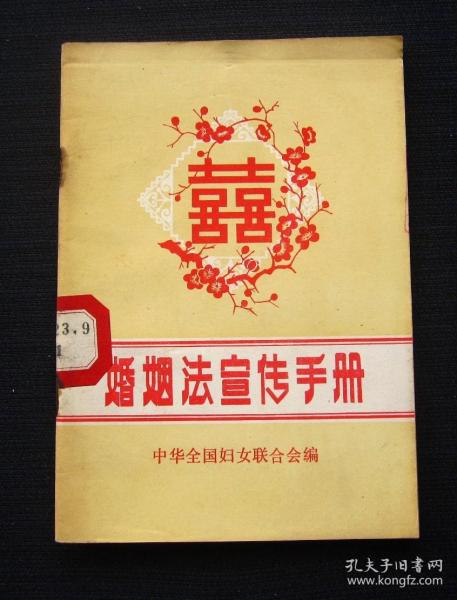 囍
23.9
1
婚姻法宣传手册
中华全国妇女联合会编
孔夫子旧书网
www.kongfz.com